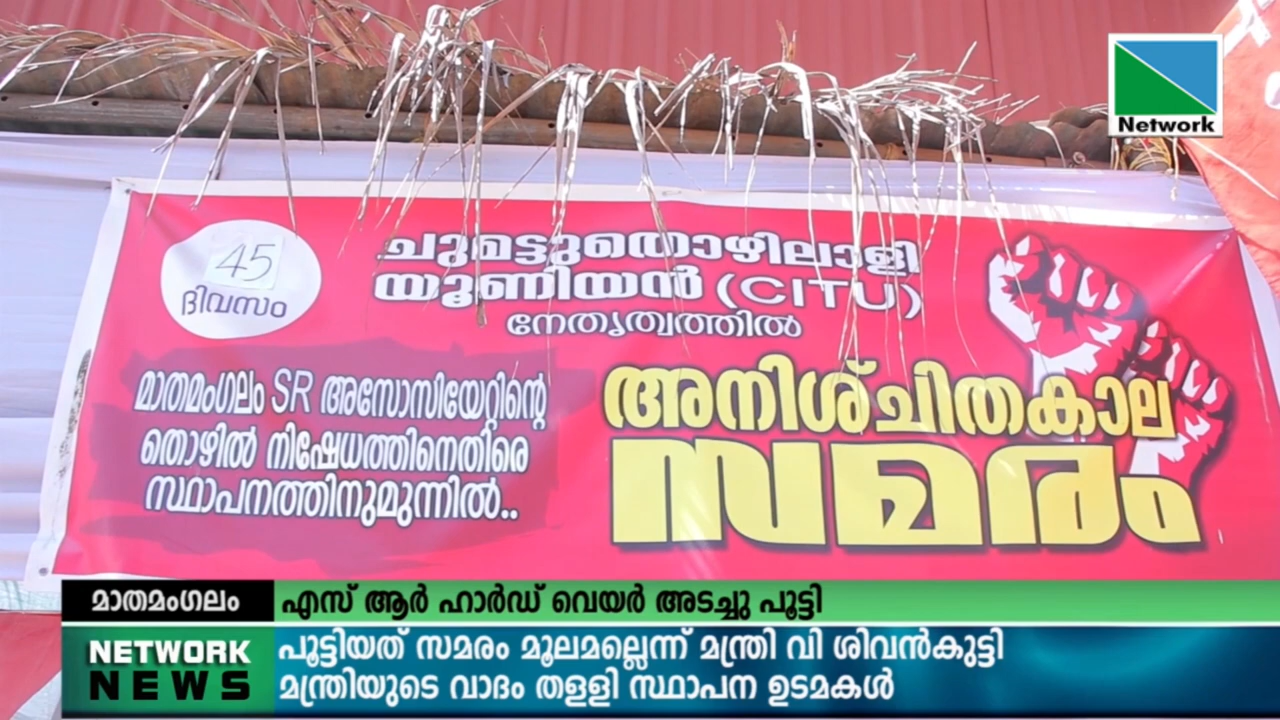 Network
45
ദിവസം
ചുമട്ടുതൊഴിലാളി
യൂണിയൻ (CITU)
നേതൃത്വത്തിൽ
മാതമംഗലം SR അസോസിയേറ്റിന്റെ
തൊഴിൽ നിഷേധത്തിനെതിരെ
സ്ഥാപനത്തിനുമുന്നിൽ..
അനിശ്ചിതകാല
സമരം
മാതമംഗലം
എസ് ആർ ഹാർഡ് വെയർ അടച്ചു പൂട്ടി
NETWORK
NEWS
പൂട്ടിയത് സമരം മൂലമല്ലെന്ന് മന്ത്രി വി ശിവൻകുട്ടി
മന്ത്രിയുടെ വാദം തള്ളി സ്ഥാപന ഉടമകൾ